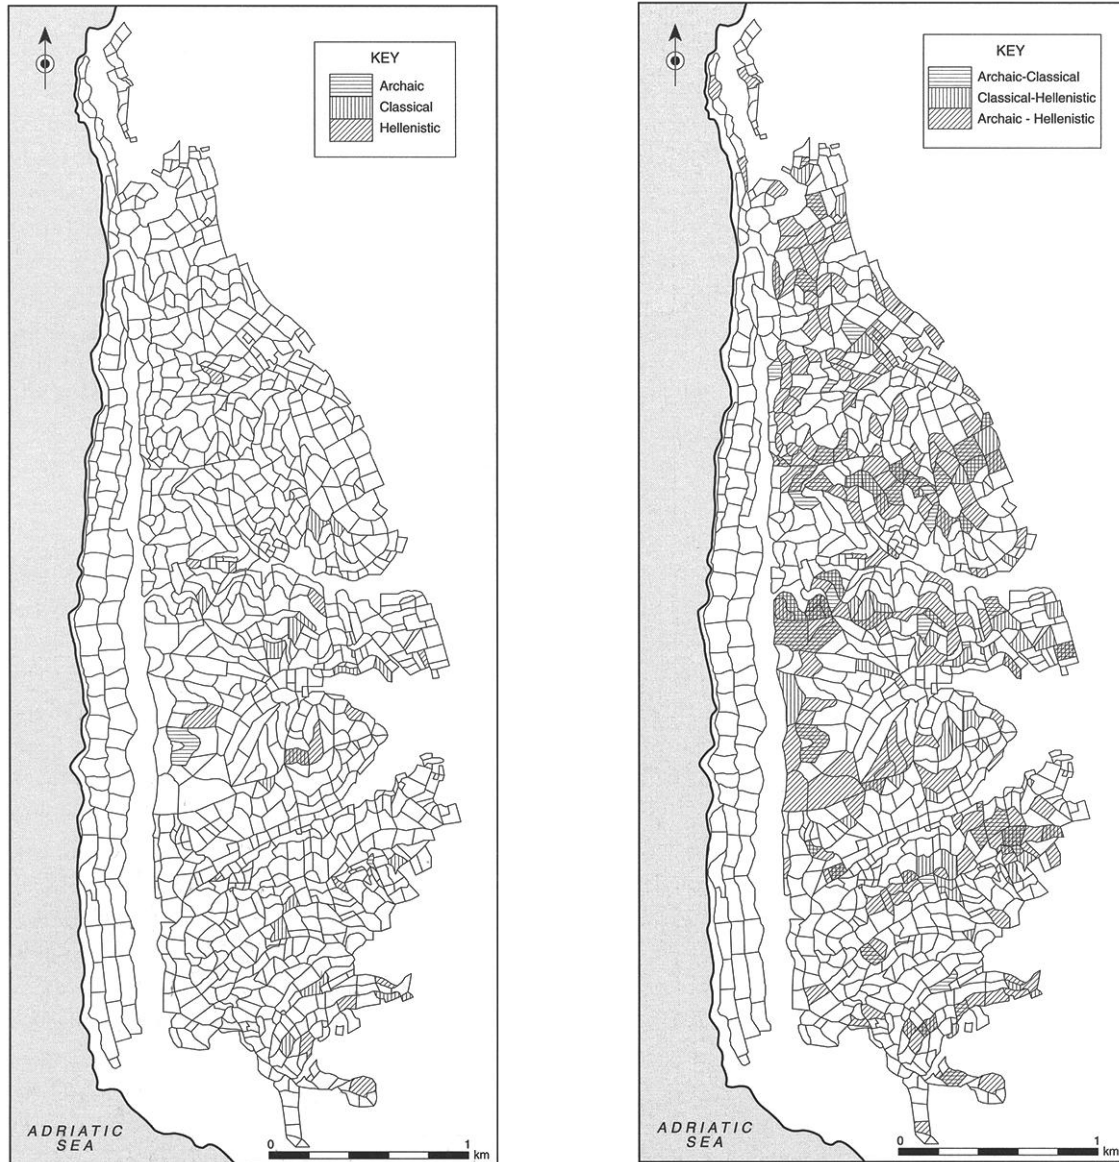 KEY
Archaic
Classical
Hellenistic
ADRIATIC
SEA
0
1
km
KEY
Archaic-Classical
Classical-Hellenistic
Archaic - Hellenistic
ADRIATIC
SEA
0
1
km